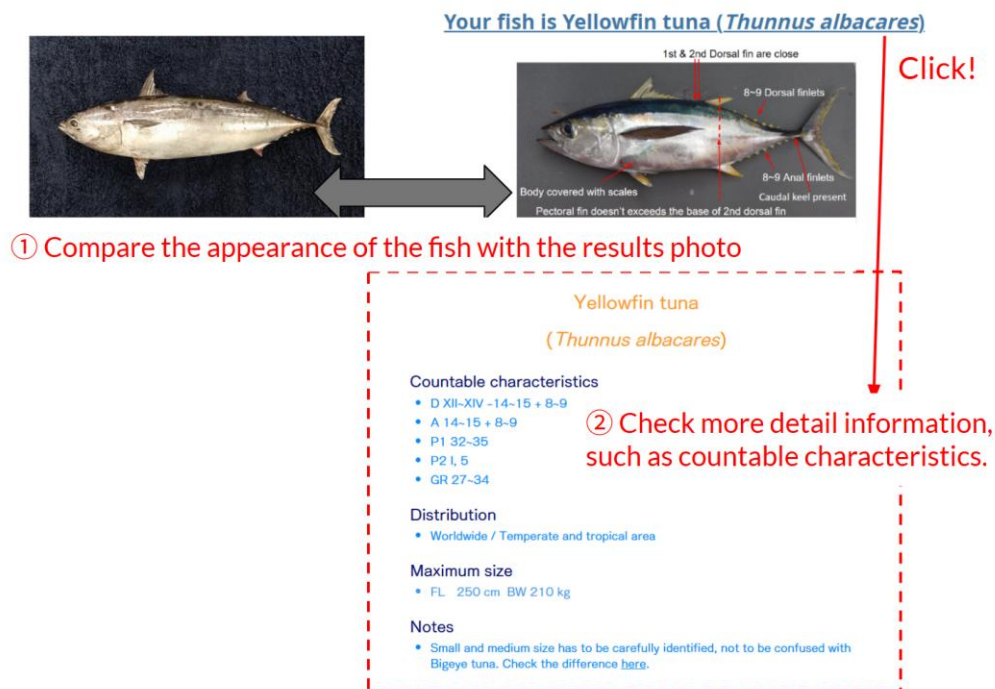 Your fish is Yellowfin tuna (Thunnus albacares)
Click!
1st & 2nd Dorsal fin are close
8~9 Dorsal finlets
8~9 Anal finlets
Body covered with scales
Caudal keel present
Pectoral fin doesn't exceeds the base of 2nd dorsal fin
① Compare the appearance of the fish with the results photo
Yellowfin tuna
(Thunnus albacares)
Countable characteristics
• D XII~XIV -14~15 + 8~9
• A 14~15 + 8~9
• P1 32~35
• P2 I, 5
• GR 27~34
② Check more detail information,
such as countable characteristics.
Distribution
• Worldwide / Temperate and tropical area
Maximum size
• FL 250 cm BW 210 kg
Notes
• Small and medium size has to be carefully identified, not to be confused with
Bigeye tuna. Check the difference here.